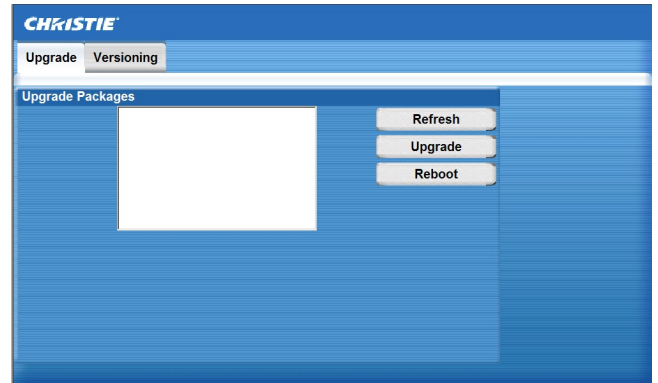 CHRISTIE
Upgrade Versioning
Upgrade Packages
Refresh
Upgrade
Reboot